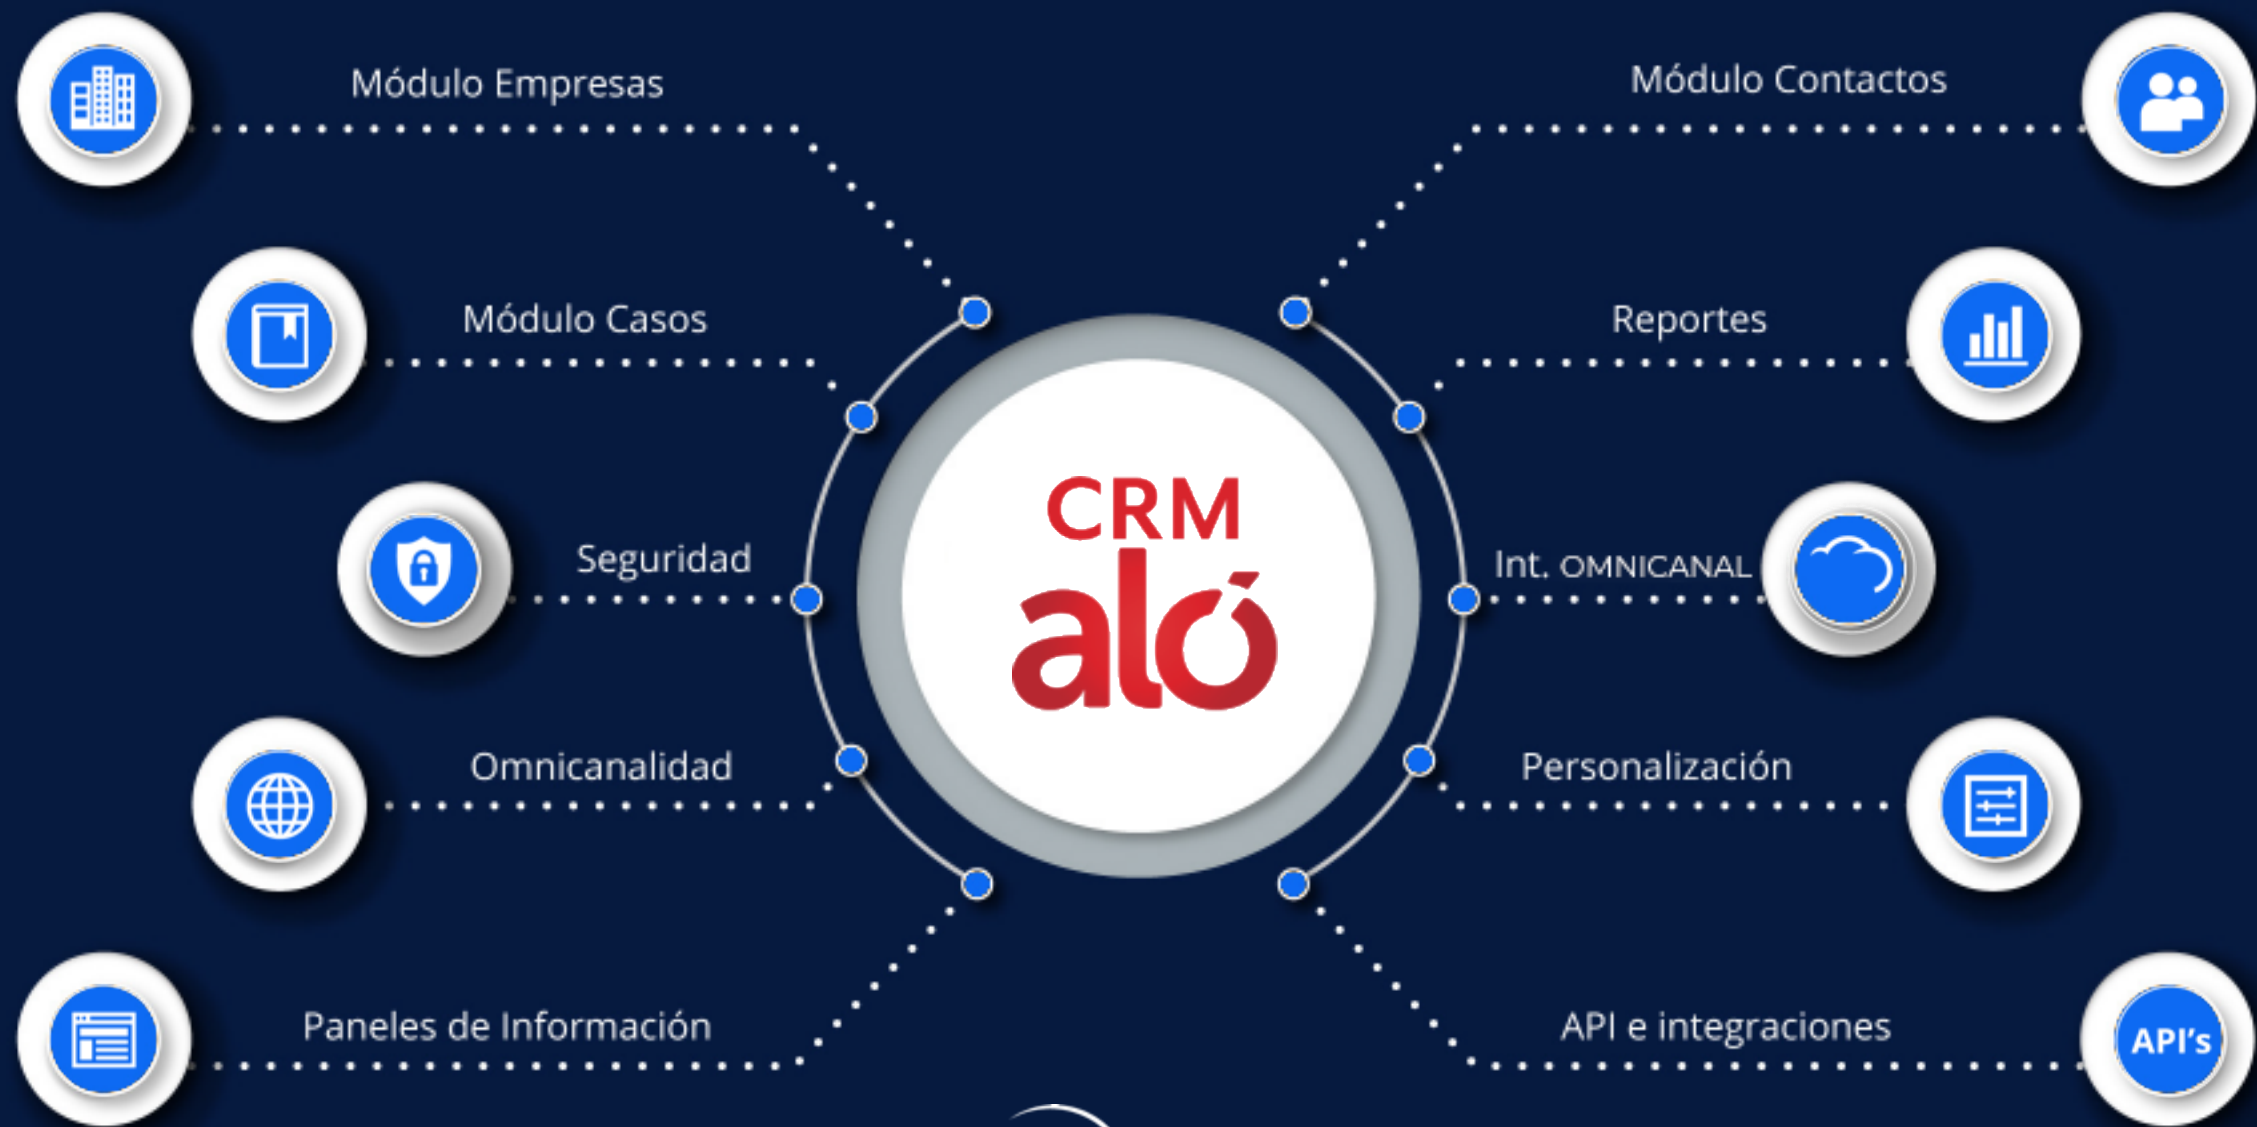 Módulo Empresas
Módulo Contactos
Módulo Casos
Reportes
CRM
aló
Seguridad
Int. OMNICANAL
Omnicanalidad
Personalización
Paneles de Información
API e integraciones
API's